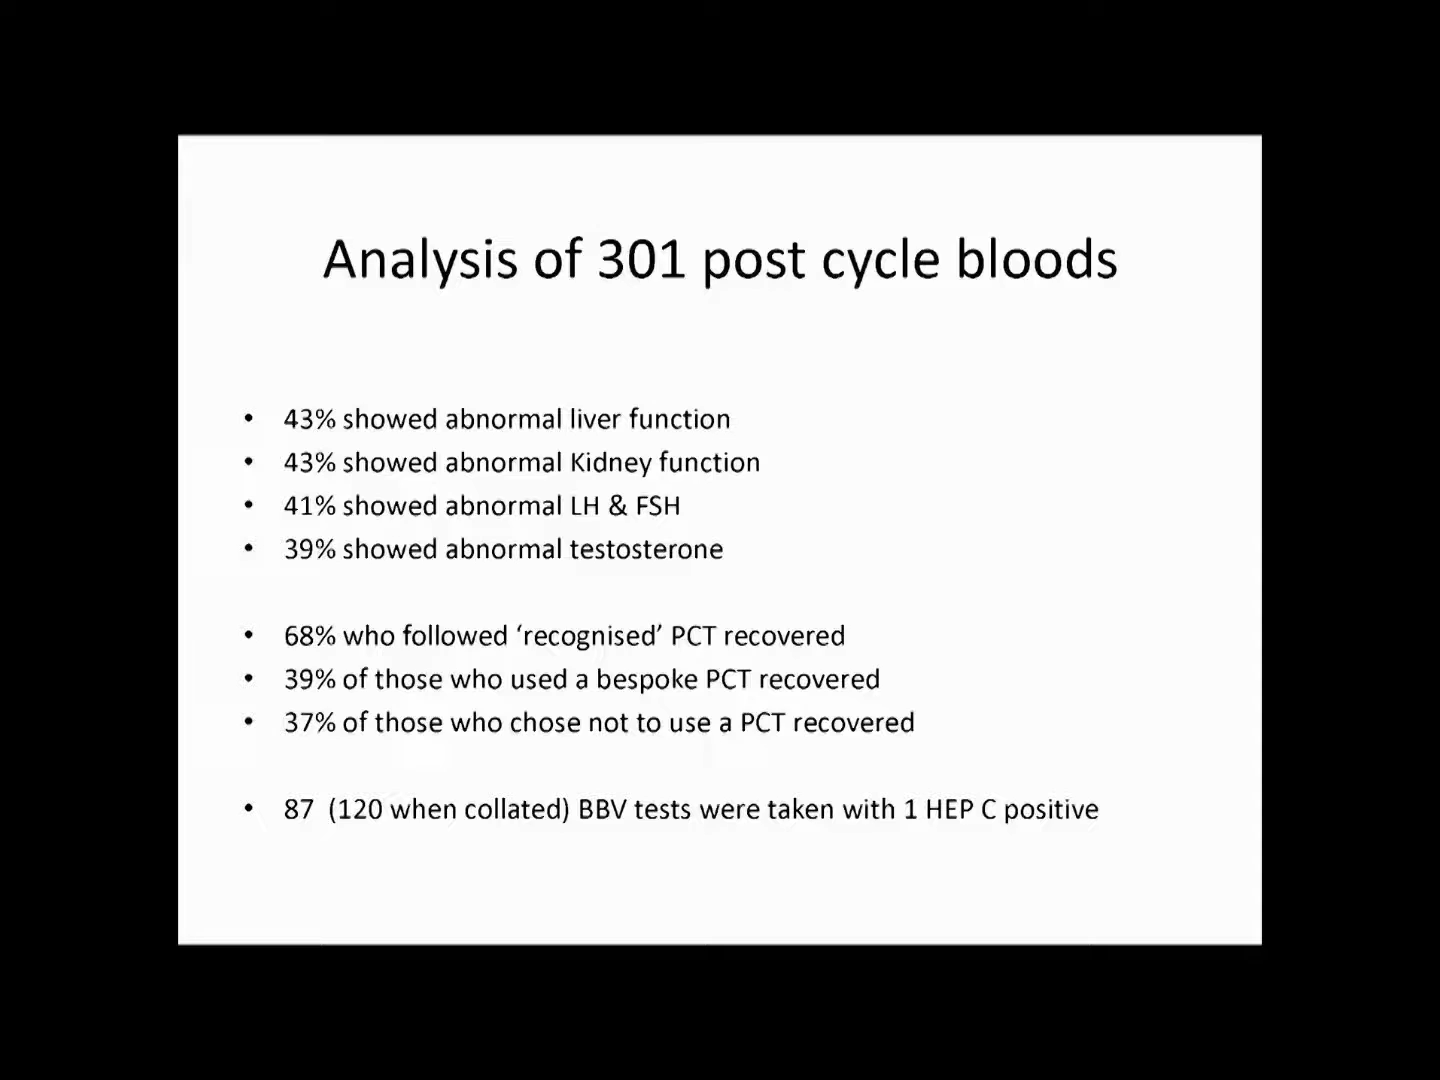 Analysis of 301 post cycle bloods
• 43% showed abnormal liver function
• 43% showed abnormal Kidney function
• 41% showed abnormal LH & FSH
• 39% showed abnormal testosterone
• 68% who followed ‘recognised’ PCT recovered
• 39% of those who used a bespoke PCT recovered
• 37% of those who chose not to use a PCT recovered
• 87 (120 when collated) BBV tests were taken with 1 HEP C positive